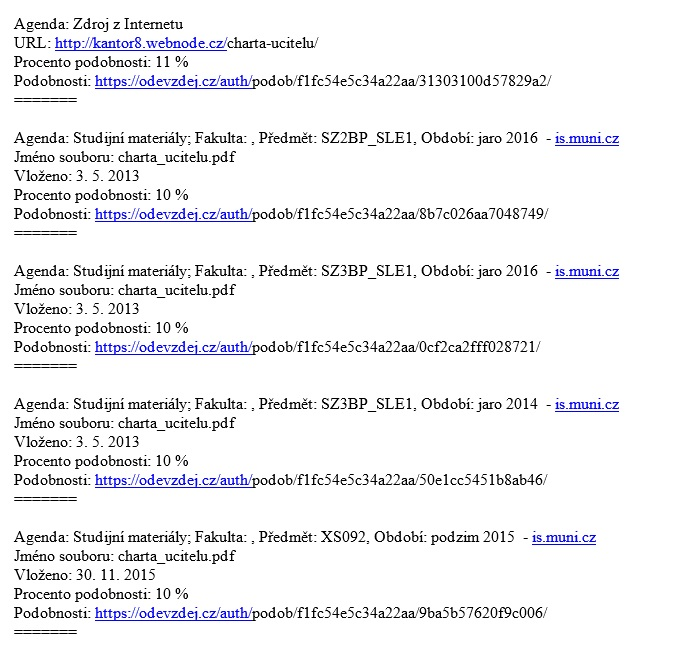 Agenda: Zdroj z Internetu
URL: http://kantor8.webnode.cz/charta-ucitelu/
Procento podobnosti: 11 %
Podobnosti: https://odevzdej.cz/auth/podob/f1fc54e5c34a22aa/31303100d57829a2/
=======
Agenda: Studijní materiály; Fakulta: , Předmět: SZ2BP_SLE1, Období: jaro 2016  - is.muni.cz
Jméno souboru: charta_ucitelu.pdf
Vloženo: 3. 5. 2013
Procento podobnosti: 10 %
Podobnosti: https://odevzdej.cz/auth/podob/f1fc54e5c34a22aa/8b7c026aa7048749/
=======
Agenda: Studijní materiály; Fakulta: , Předmět: SZ3BP_SLE1, Období: jaro 2016  - is.muni.cz
Jméno souboru: charta_ucitelu.pdf
Vloženo: 3. 5. 2013
Procento podobnosti: 10 %
Podobnosti: https://odevzdej.cz/auth/podob/f1fc54e5c34a22aa/0cf2ca2fff028721/
=======
Agenda: Studijní materiály; Fakulta: , Předmět: SZ3BP_SLE1, Období: jaro 2014  - is.muni.cz
Jméno souboru: charta_ucitelu.pdf
Vloženo: 3. 5. 2013
Procento podobnosti: 10 %
Podobnosti: https://odevzdej.cz/auth/podob/f1fc54e5c34a22aa/50e1cc5451b8ab46/
=======
Agenda: Studijní materiály; Fakulta: , Předmět: XS092, Období: podzim 2015  - is.muni.cz
Jméno souboru: charta_ucitelu.pdf
Vloženo: 30. 11. 2015
Procento podobnosti: 10 %
Podobnosti: https://odevzdej.cz/auth/podob/f1fc54e5c34a22aa/9ba5b57620f9c006/
=======